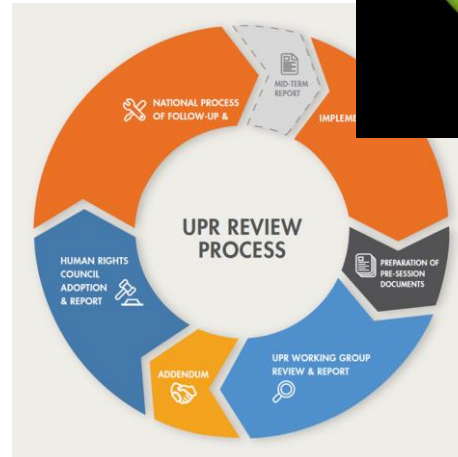 MID-TERM
REPORT
NATIONAL PROCESS
OF FOLLOW-UP &
UPR REVIEW
PROCESS
PREPARATION OF
PRE-SESSION
DOCUMENTS
HUMAN RIGHTS
COUNCIL
ADOPTION
& REPORT
UPR WORKING GROUP
REVIEW & REPORT
ADDENDUM